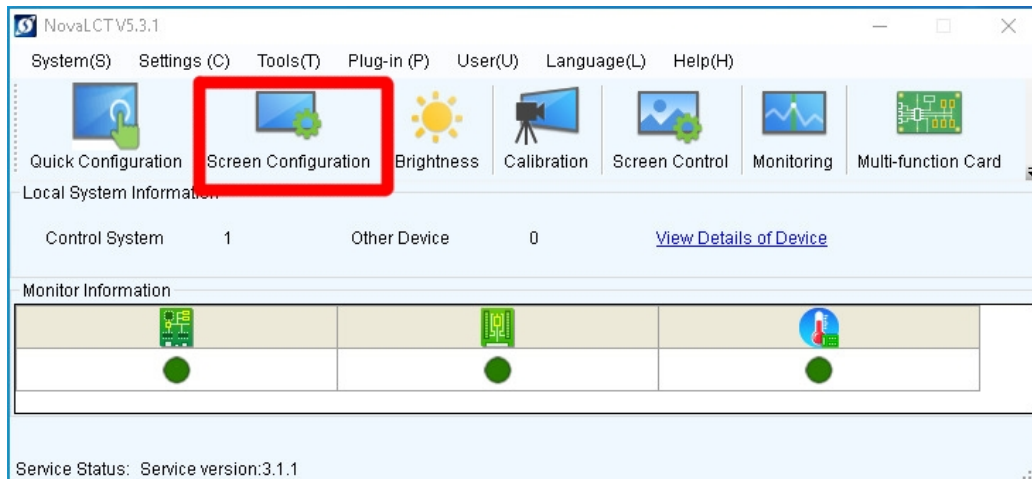 NovaLCTV5.3.1
System(S) Settings (C) Tools(T) Plug-in (P) User(U) Language(L) Help(H)
Quick Configuration Screen Configuration Brightness Calibration Screen Control Monitoring Multi-function Card
Local System Information
Control System 1 Other Device 0 View Details of Device
Monitor Information
Service Status: Service version:3.1.1